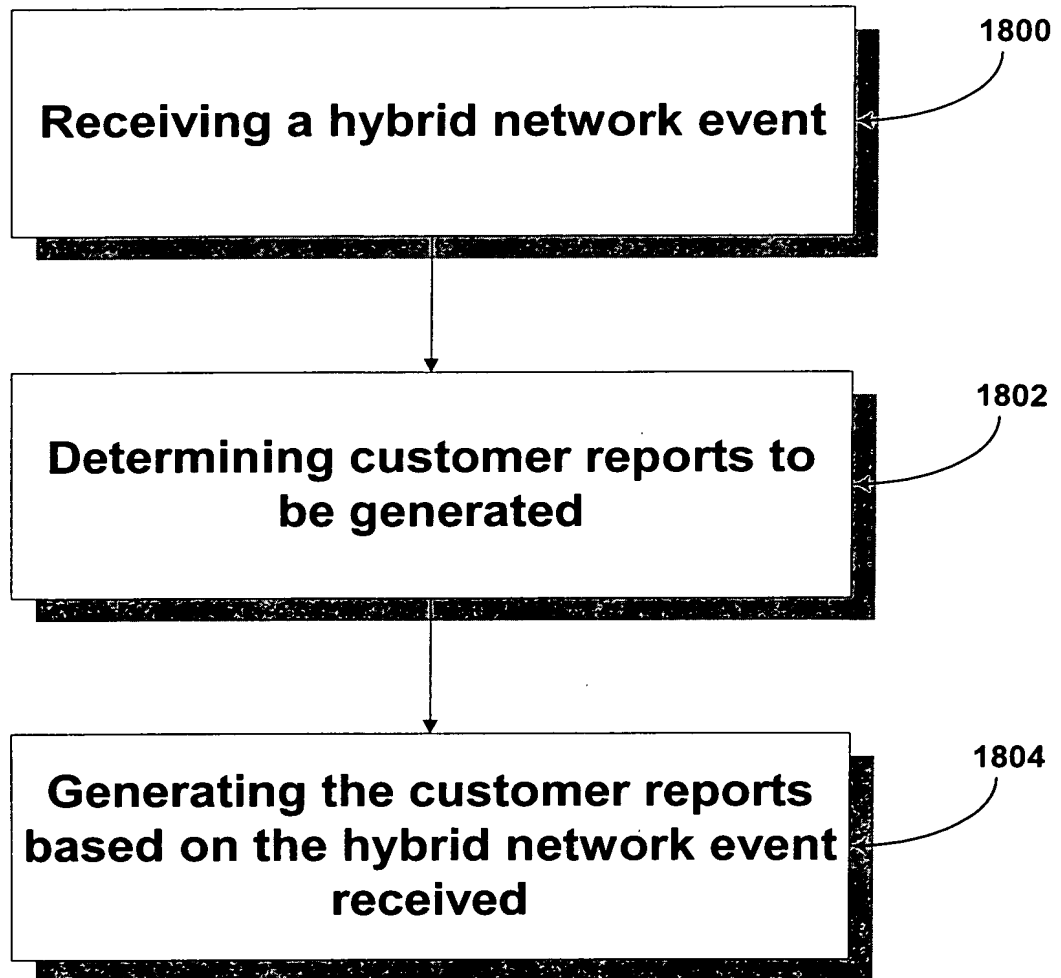 1800
Receiving a hybrid network event
1802
Determining customer reports to
be generated
1804
Generating the customer reports
based on the hybrid network event
received